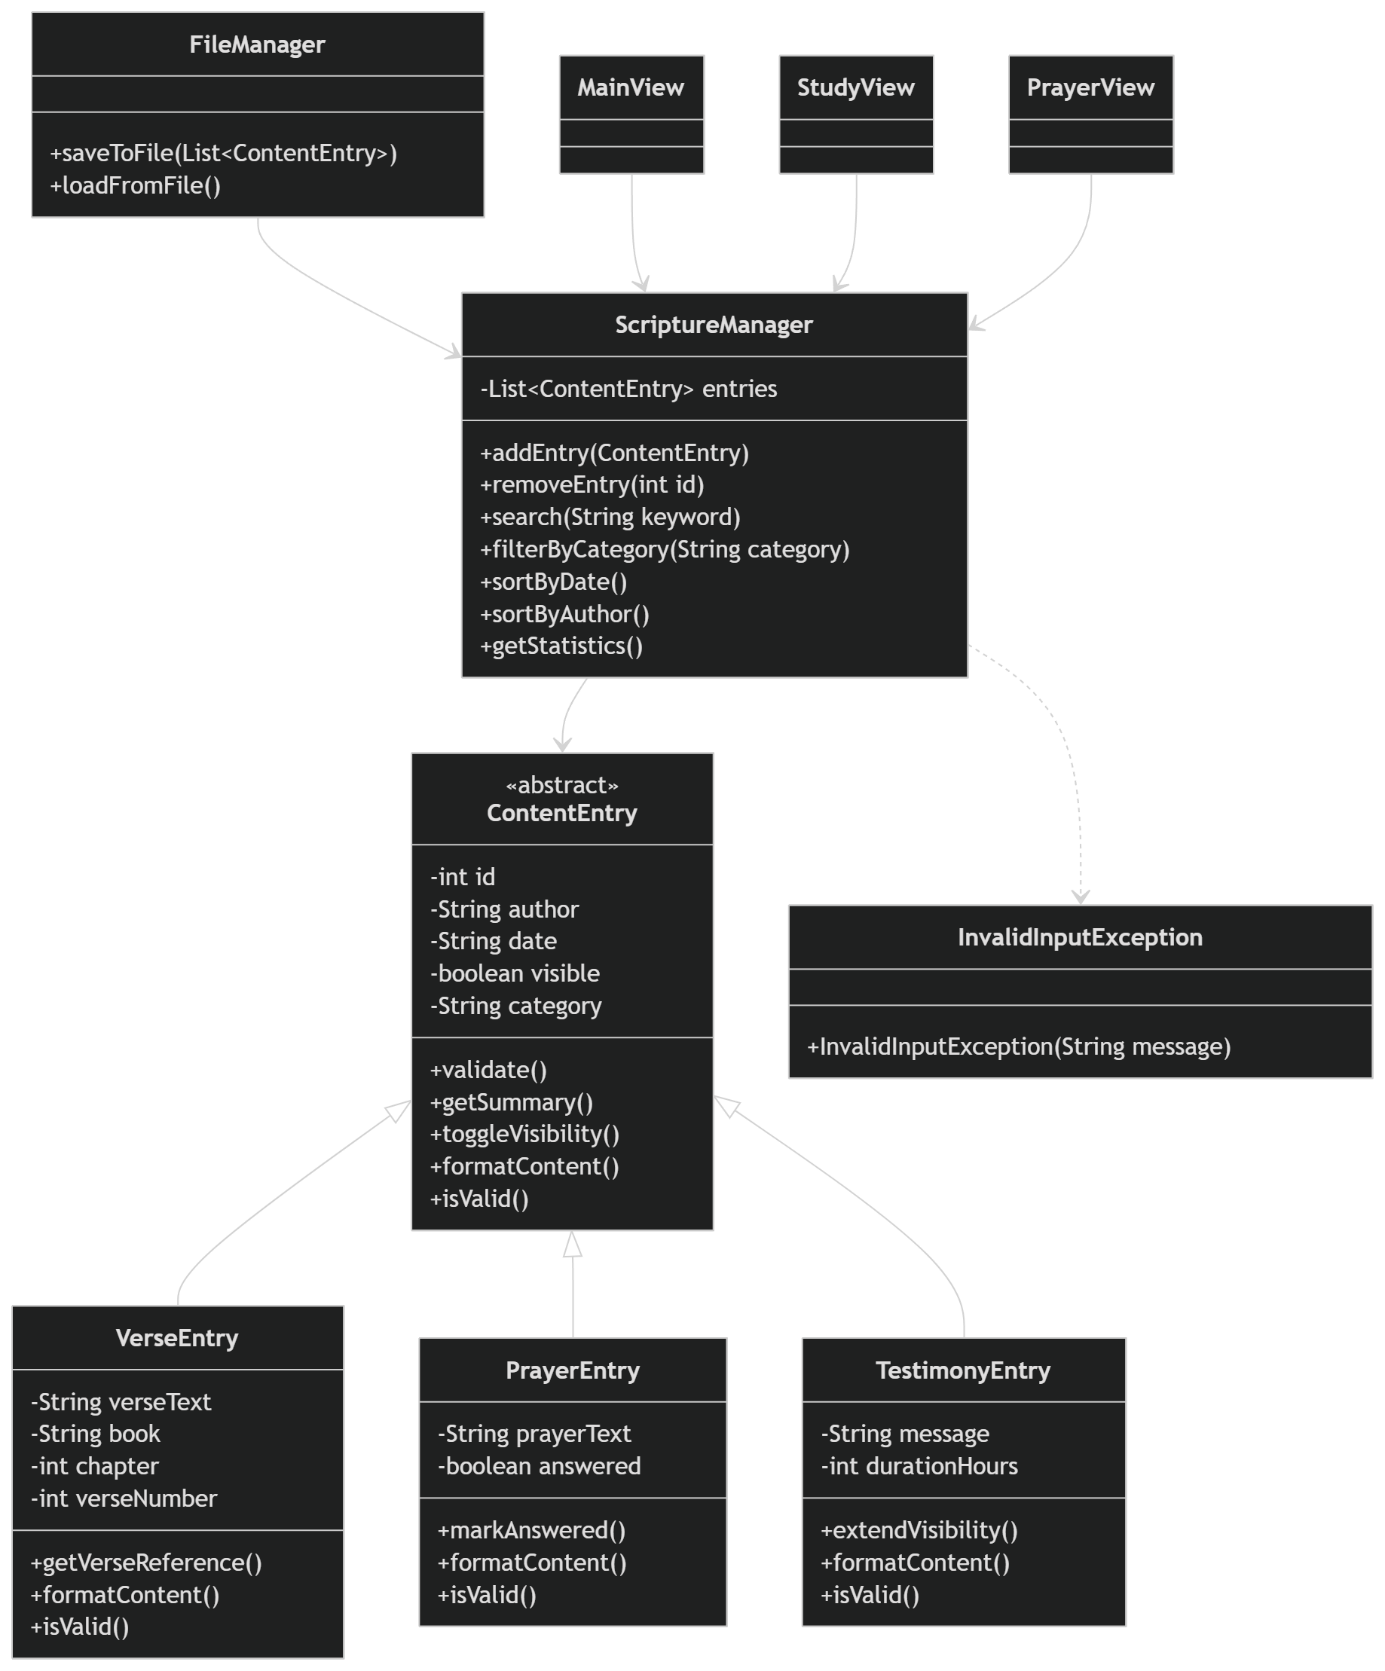 FileManager
+saveToFile(List<ContentEntry>)
+loadFromFile()
MainView
StudyView
PrayerView
ScriptureManager
-List<ContentEntry> entries
+addEntry(ContentEntry)
+removeEntry(int id)
+search(String keyword)
+filterByCategory(String category)
+sortByDate()
+sortByAuthor()
+getStatistics()
«abstract»
ContentEntry
-int id
-String author
-String date
-boolean visible
-String category
+validate()
+getSummary()
+toggleVisibility()
+formatContent()
+isValid()
InvalidInputException
+InvalidInputException(String message)
VerseEntry
-String verseText
-String book
-int chapter
-int verseNumber
+getVerseReference()
+formatContent()
+isValid()
PrayerEntry
-String prayerText
-boolean answered
+markAnswered()
+formatContent()
+isValid()
TestimonyEntry
-String message
-int durationHours
+extendVisibility()
+formatContent()
+isValid()